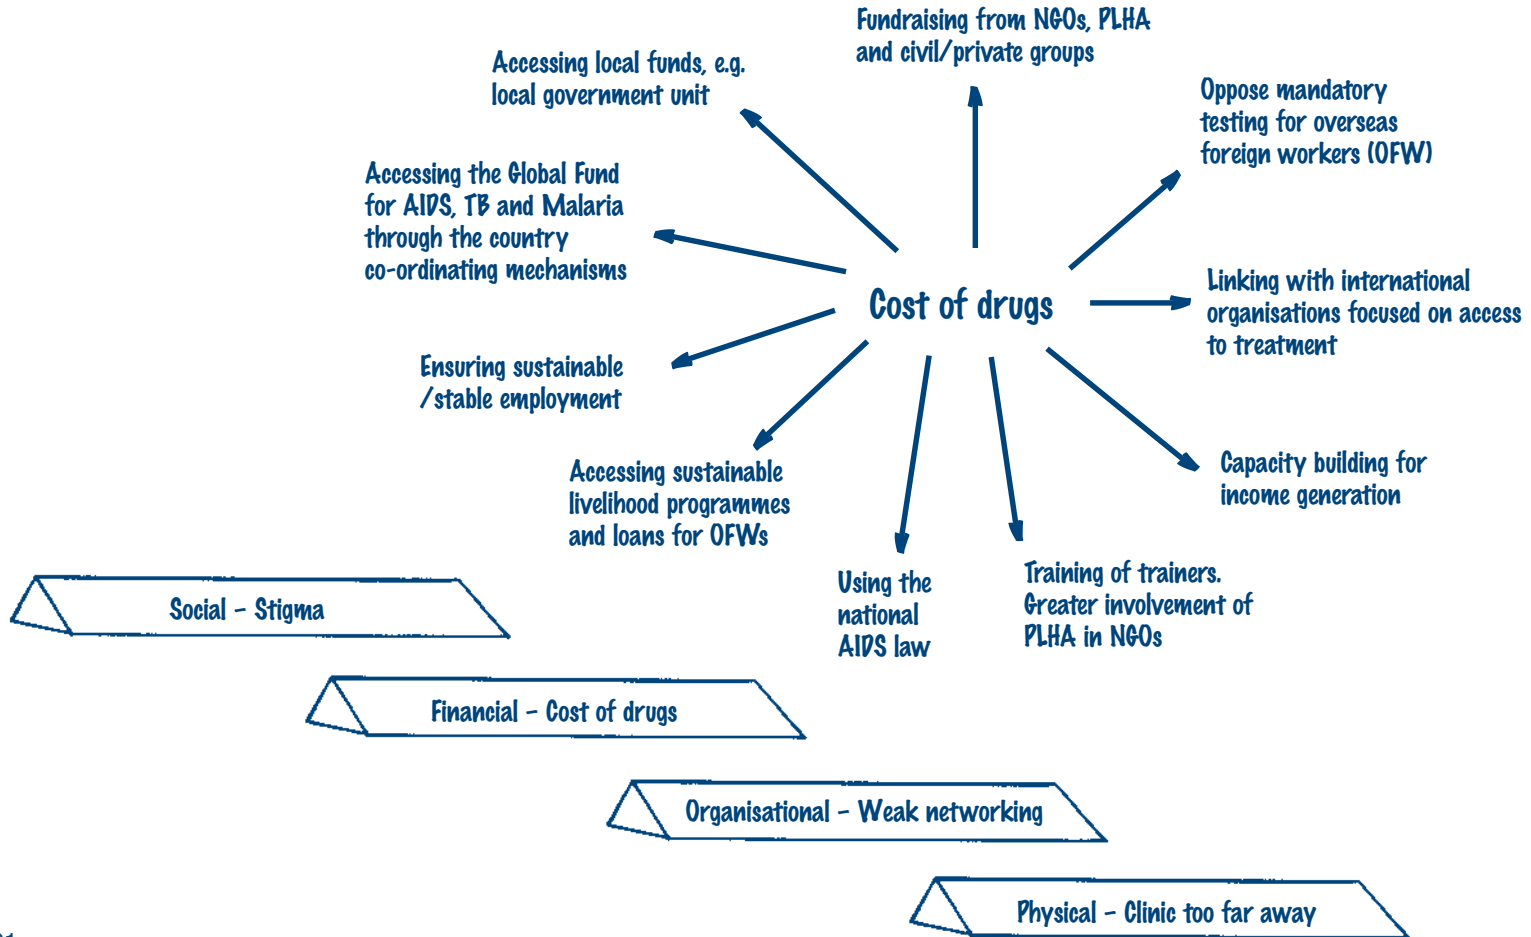 Fundraising from NGOs, PLHA
and civil/private groups
Accessing local funds, e.g.
local government unit
Oppose mandatory
testing for overseas
foreign workers (OFW)
Accessing the Global Fund
for AIDS, TB and Malaria
through the country
co-ordinating mechanisms
Cost of drugs
Linking with international
organisations focused on access
to treatment
Ensuring sustainable
/stable employment
Capacity building for
income generation
Accessing sustainable
livelihood programmes
and loans for OFWs
Using the
national
AIDS law
Training of trainers.
Greater involvement of
PLHA in NGOs
Social – Stigma
Financial – Cost of drugs
Organisational – Weak networking
Physical – Clinic too far away